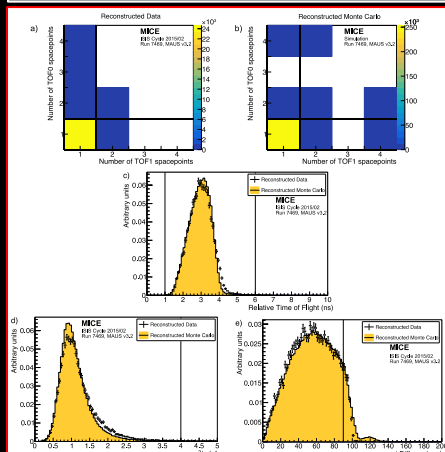 Reconstructed Data
a)
MICE
ISIS Cycle 2015/02
Run 7469, MAUS v3.2
Number of TOF0 spacepoints
4
3
2
1
1 2 3 4
Number of TOF1 spacepoints
×10³
24
22
20
18
16
14
12
10
8
6
4
2
0
Reconstructed Monte Carlo
b)
MICE
Simulation
Run 7469, MAUS v3.2
Number of TOF0 spacepoints
4
3
2
1
1 2 3 4
Number of TOF1 spacepoints
×10³
250
200
150
100
50
0
c)
Reconstructed Data
Reconstructed Monte Carlo
MICE
ISIS Cycle 2015/02
Run 7469, MAUS v3.2
Arbitrary units
0.06
0.05
0.04
0.03
0.02
0.01
0
0 1 2 3 4 5 6 7 8 9 10
Relative Time of Flight (ns)
d)
Reconstructed Data
Reconstructed Monte Carlo
MICE
ISIS Cycle 2015/02
Run 7469, MAUS v3.2
Arbitrary units
0.06
0.05
0.04
0.03
0.02
0.01
0
0 0.5 1 1.5 2 2.5 3 3.5 4 4.5 5
e)
Reconstructed Data
Reconstructed Monte Carlo
MICE
ISIS Cycle 2015/02
Run 7469, MAUS v3.2
Arbitrary units
0.03
0.025
0.02
0.015
0.01
0.005
0
0 20 40 60 80 100 120 140 160 180 200